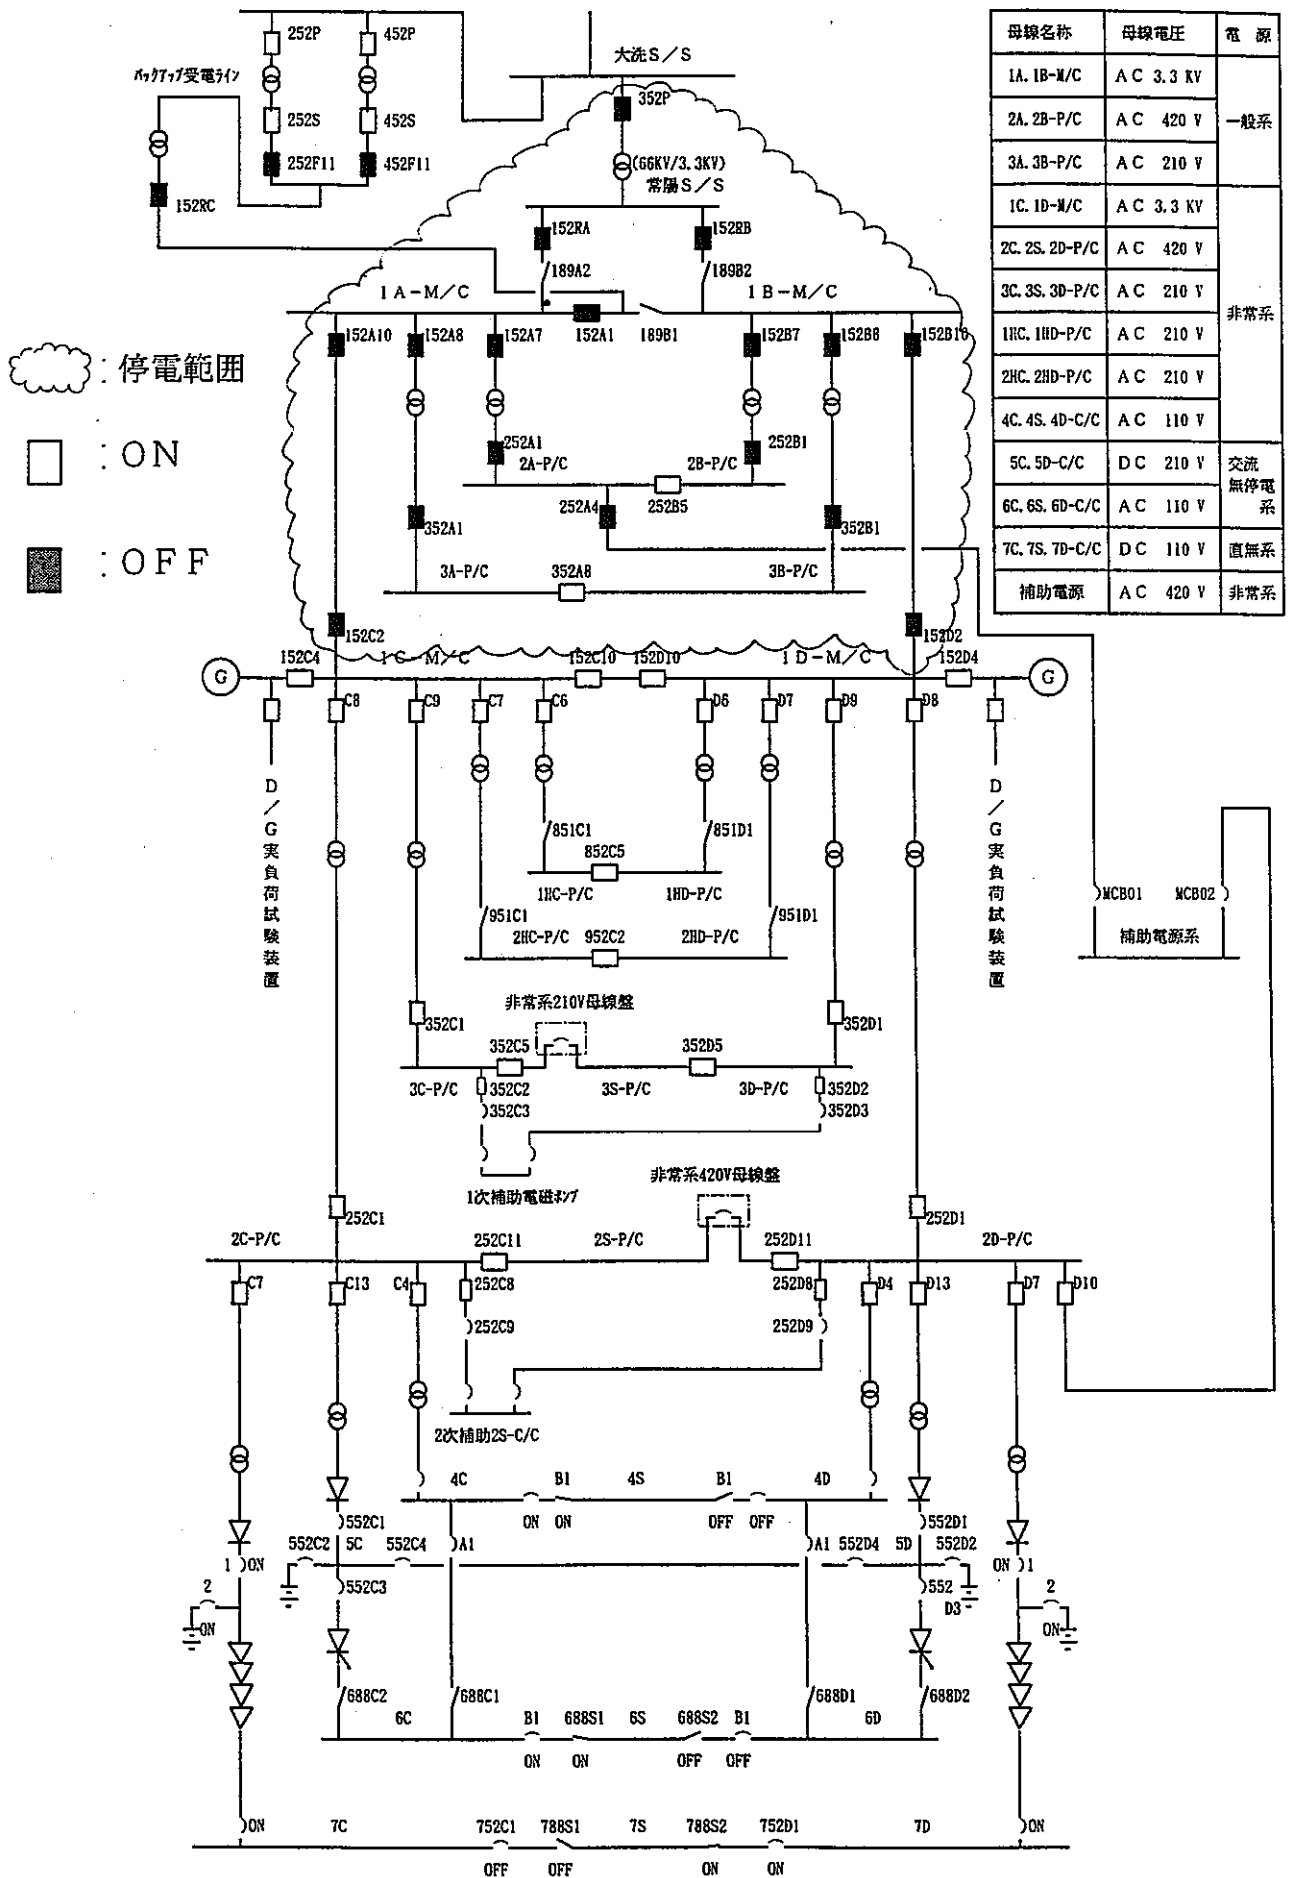 252P
452P
大洗S／S
バックアップ受電ライン
352P
252S
452S
252F11
452F11
(66KV/3.3KV)
常陽S／S
152RC
152RA
152RB
189A2
189B2
1A－M／C
1B－M／C
152A10
152A8
152A7
152A1
189B1
152B7
152B8
152B10
：停電範囲
：ON
：OFF
252A1
252B1
2A-P/C
2B-P/C
252A4
252B5
352A1
352B1
3A-P/C
352A8
3B-P/C
152C2
152D2
1C－M／C
1D－M／C
152C4
152C10
152D10
152D4
G
G
C8
C9
C7
C6
D6
D7
D9
D8
D／G実負荷試験装置
D／G実負荷試験装置
851C1
851D1
852C5
1HC-P/C
1HD-P/C
951C1
951D1
2HC-P/C
952C2
2HD-P/C
MCB01
MCB02
補助電源系
非常系210V母線盤
352C1
352D1
352C5
352D5
3C-P/C
352C2
3S-P/C
3D-P/C
352D2
352C3
352D3
1次補助電磁ポンプ
非常系420V母線盤
252C1
252D1
2C-P/C
252C11
2S-P/C
252D11
2D-P/C
C7
C13
C4
252C8
252D8
D4
D13
D7
D10
252C9
252D9
2次補助2S-C/C
4C
B1
4S
B1
4D
ON
ON
OFF
OFF
552C1
552D1
552C2
5C
552C4
A1
A1
552D4
5D
552D2
1
ON
ON
1
552C3
552
D3
2
ON
2
ON
688C2
688C1
688D1
688D2
6C
B1
688S1
6S
688S2
B1
6D
ON
ON
OFF
OFF
ON
7C
752C1
788S1
7S
788S2
752D1
7D
ON
OFF
OFF
ON
ON
母線名称 母線電圧 電 源
1A.1B-M/C AC 3.3 KV 一般系
2A.2B-P/C AC 420 V
3A.3B-P/C AC 210 V
1C.1D-M/C AC 3.3 KV 非常系
2C.2S.2D-P/C AC 420 V
3C.3S.3D-P/C AC 210 V
1HC.1HD-P/C AC 210 V
2HC.2HD-P/C AC 210 V
4C.4S.4D-C/C AC 110 V
5C.5D-C/C DC 210 V 交流
無停電
系
6C.6S.6D-C/C AC 110 V
7C.7S.7D-C/C DC 110 V 直無系
補助電源 AC 420 V 非常系